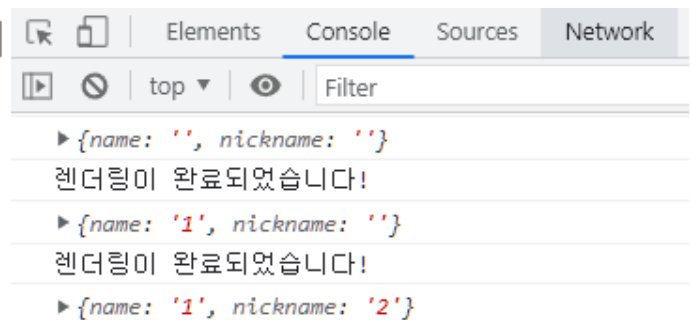 Elements Console Sources Network
top ▼ Filter
▶ {name: '', nickname: ''}
렌더링이 완료되었습니다!
▶ {name: '1', nickname: ''}
렌더링이 완료되었습니다!
▶ {name: '1', nickname: '2'}